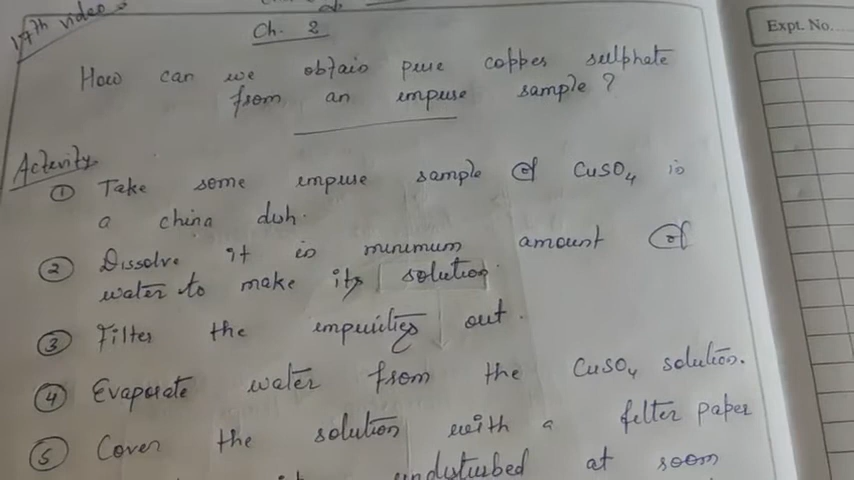 17th video.
Ch. 2
How can we obtain pure copper sulphate
from an impure sample?
Activity
① Take some impure sample of CuSO4 in
a china dish.
② Dissolve it in minimum amount of
water to make its solution.
③ Filter the impurities out.
④ Evaporate water from the CuSO4 solution.
⑤ Cover the solution with a filter paper
undisturbed at room
Expt. No....